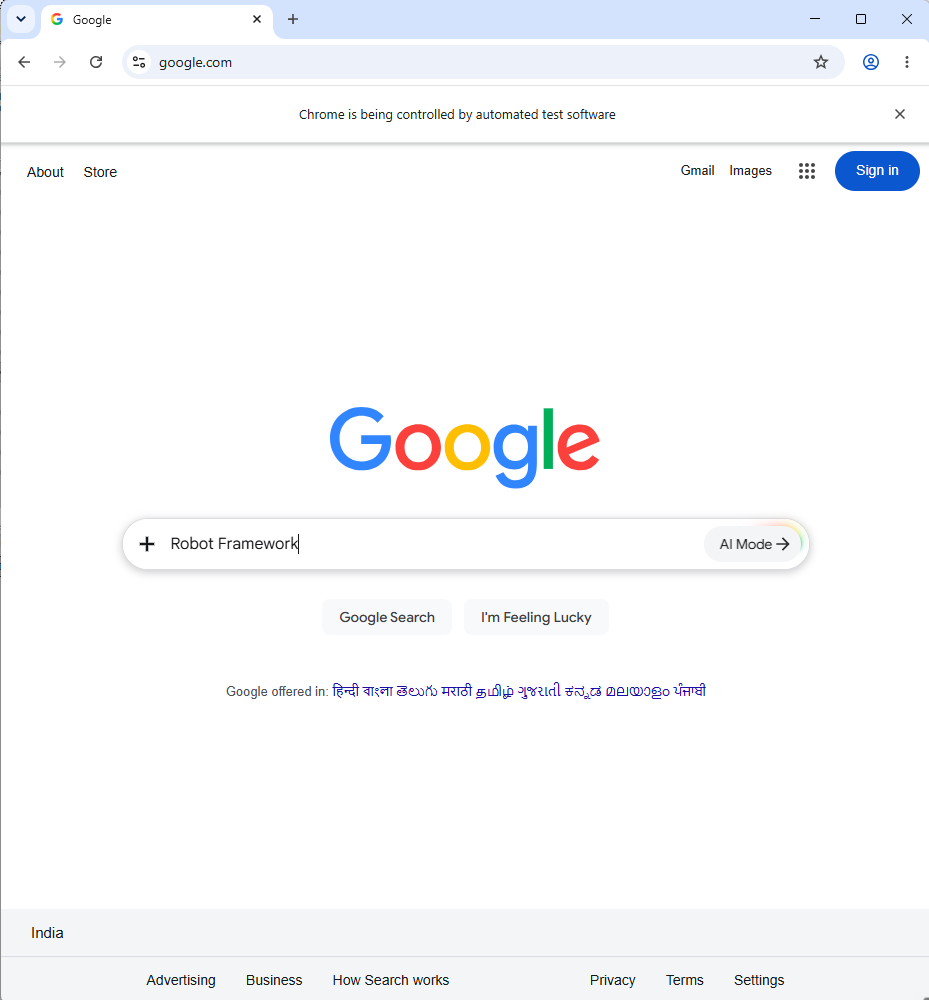 Google
google.com
Chrome is being controlled by automated test software
About Store Gmail Images Sign in
Google
Robot Framework AI Mode
Google Search I'm Feeling Lucky
Google offered in: हिन्दी বাংলা తెలుగు मराठी தமிழ் ગુજરાતી ಕನ್ನಡ മലയാളം ਪੰਜਾਬੀ
India
Advertising Business How Search works Privacy Terms Settings